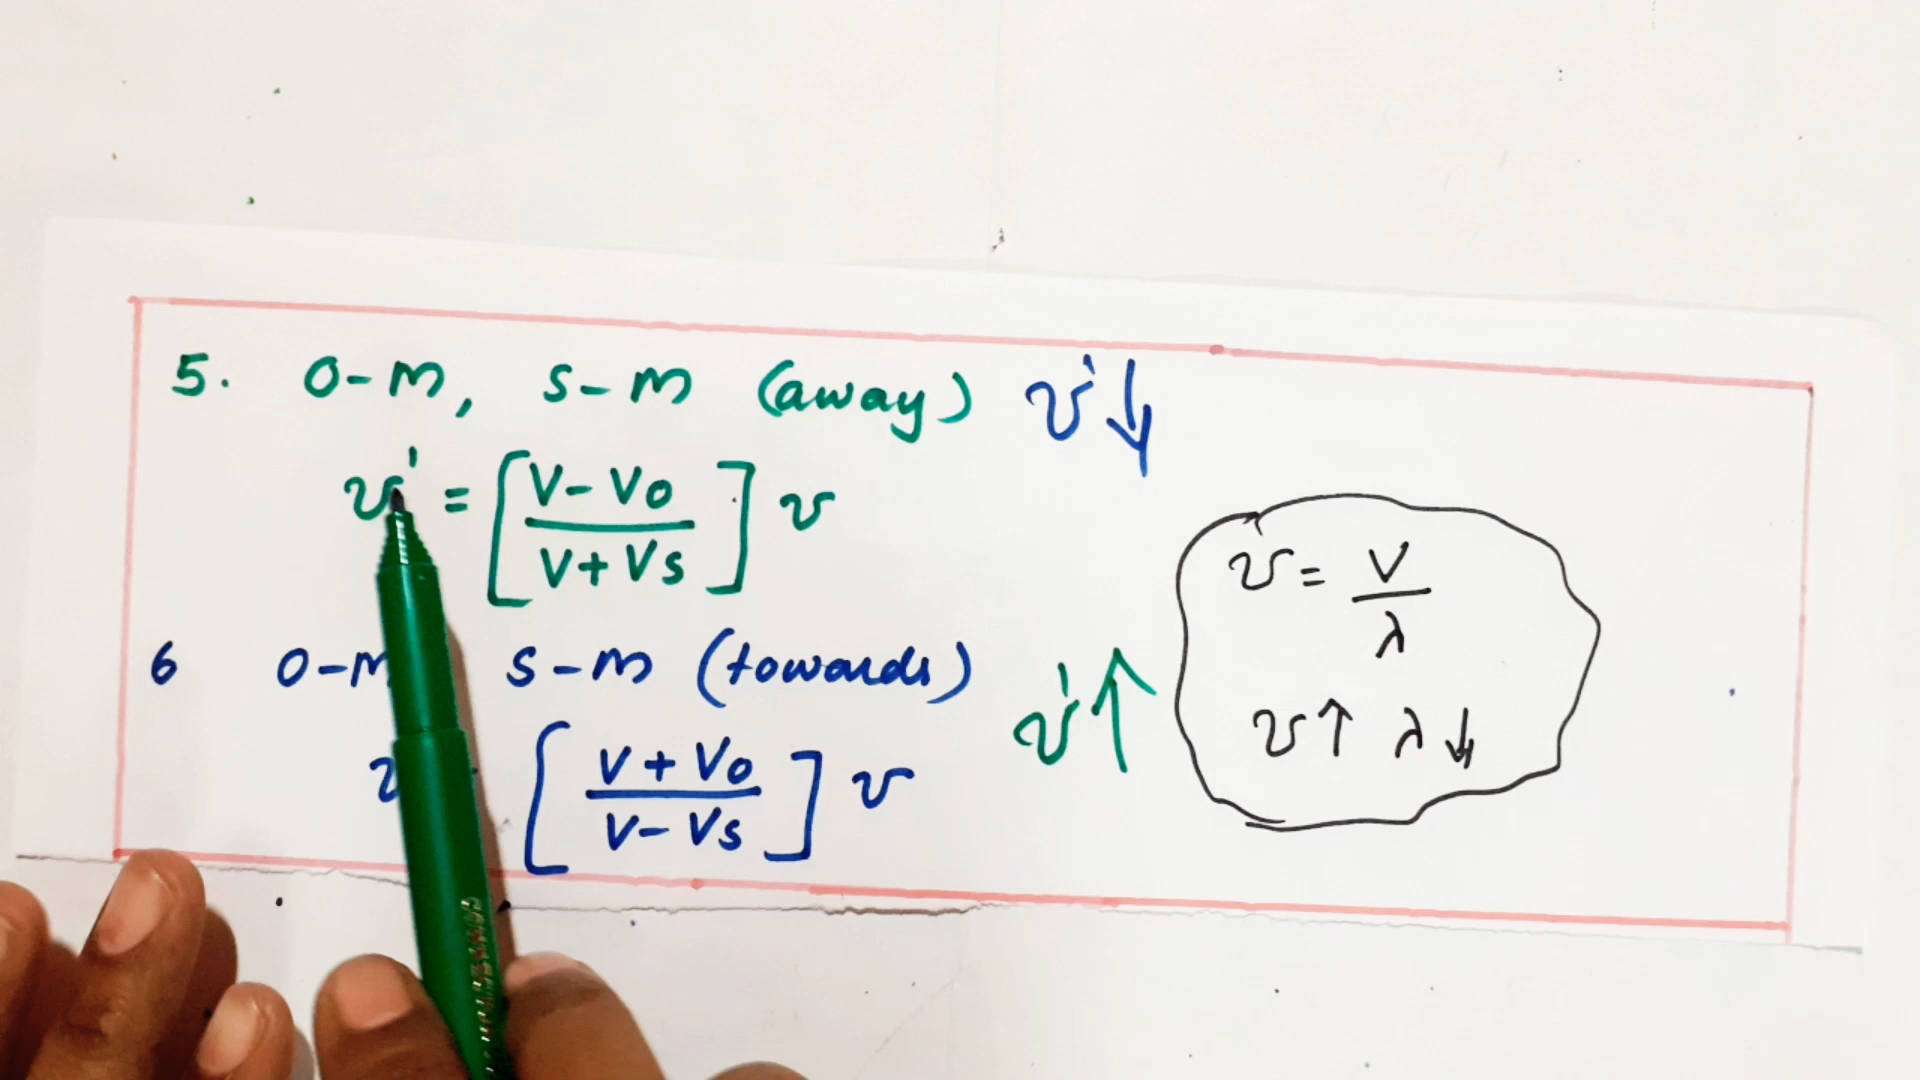 5. O-m, S-m (away) υ'↓
υ' = [V-Vo / V+Vs] υ
6 O-m S-m (towards) υ'↑
[V+Vo / V-Vs] υ
υ = V/λ
υ↑ λ↓